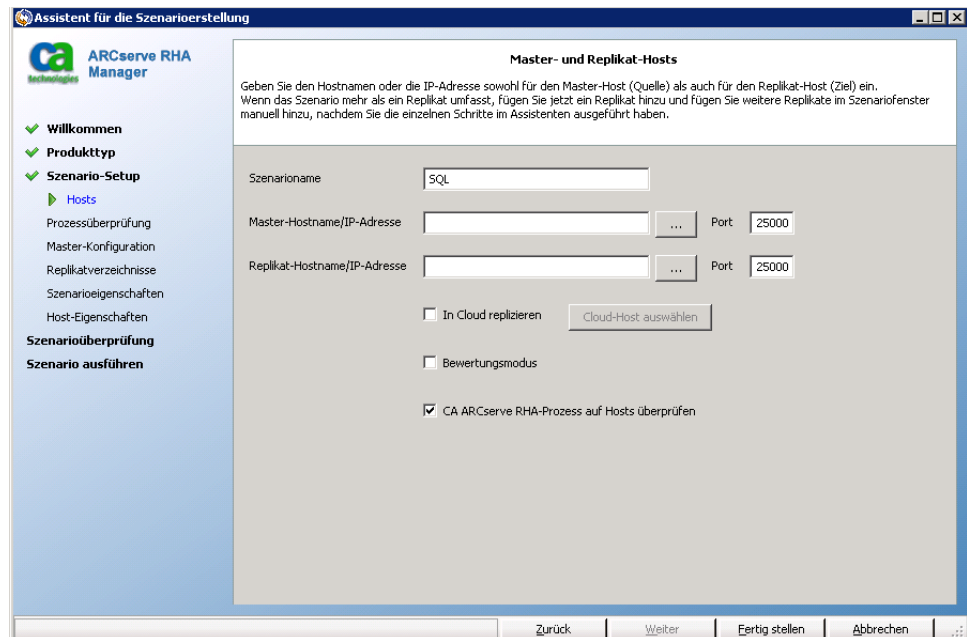 Assistent für die Szenarioerstellung
ca
technologies
ARCserve RHA
Manager
Willkommen
Produkttyp
Szenario-Setup
Hosts
Prozessüberprüfung
Master-Konfiguration
Replikatverzeichnisse
Szenarioeigenschaften
Host-Eigenschaften
Szenarioüberprüfung
Szenario ausführen
Master- und Replikat-Hosts
Geben Sie den Hostnamen oder die IP-Adresse sowohl für den Master-Host (Quelle) als auch für den Replikat-Host (Ziel) ein.
Wenn das Szenario mehr als ein Replikat umfasst, fügen Sie jetzt ein Replikat hinzu und fügen Sie weitere Replikate im Szenariofenster
manuell hinzu, nachdem Sie die einzelnen Schritte im Assistenten ausgeführt haben.
Szenarioname SQL
Master-Hostname/IP-Adresse ... Port 25000
Replikat-Hostname/IP-Adresse ... Port 25000
In Cloud replizieren Cloud-Host auswählen
Bewertungsmodus
CA ARCserve RHA-Prozess auf Hosts überprüfen
Zurück Weiter Fertig stellen Abbrechen